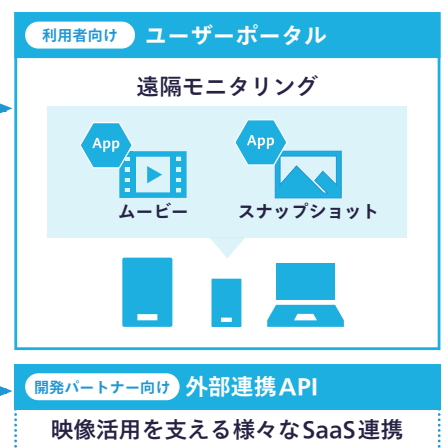 利用者向け ユーザーポータル
遠隔モニタリング
App App
ムービー スナップショット
開発パートナー向け 外部連携API
映像活用を支える様々なSaaS連携